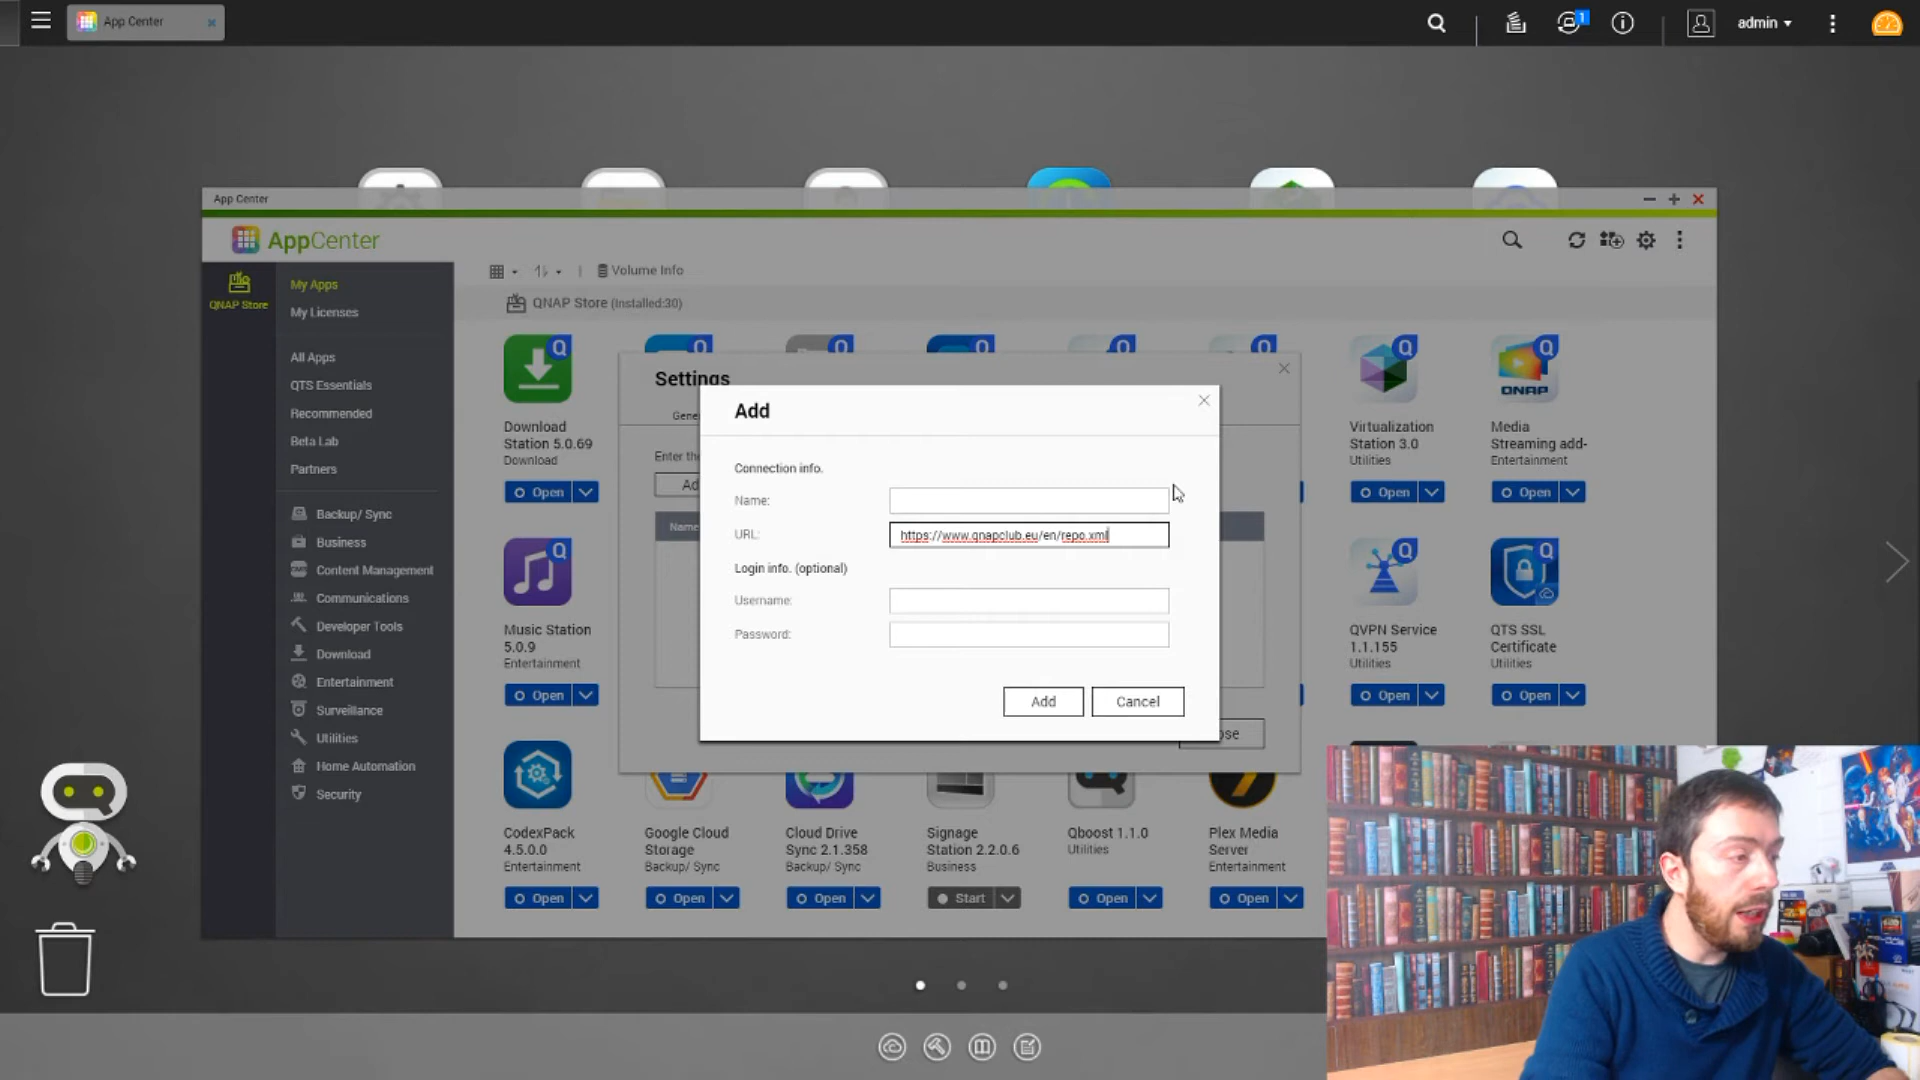 App Center
1
admin
App Center
AppCenter
QNAP Store
My Apps
My Licenses
All Apps
QTS Essentials
Recommended
Beta Lab
Partners
Backup/ Sync
Business
Content Management
Communications
Developer Tools
Download
Entertainment
Surveillance
Utilities
Home Automation
Security
Volume Info
QNAP Store (Installed:30)
Download
Station 5.0.69
Download
Open
Virtualization
Station 3.0
Utilities
Open
QNAP
Media
Streaming add-
Entertainment
Open
Music Station
5.0.9
Entertainment
Open
QVPN Service
1.1.155
Utilities
Open
QTS SSL
Certificate
Utilities
Open
CodexPack
4.5.0.0
Entertainment
Open
Google Cloud
Storage
Backup/ Sync
Open
Cloud Drive
Sync 2.1.358
Backup/ Sync
Open
Signage
Station 2.2.0.6
Business
Start
Qboost 1.1.0
Utilities
Open
Plex Media
Server
Entertainment
Open
Settings
Gene
Enter the
Ad
Name
ose
Add
Connection info.
Name:
URL:
https://www.qnapclub.eu/en/repo.xml
Login info. (optional)
Username:
Password:
Add
Cancel